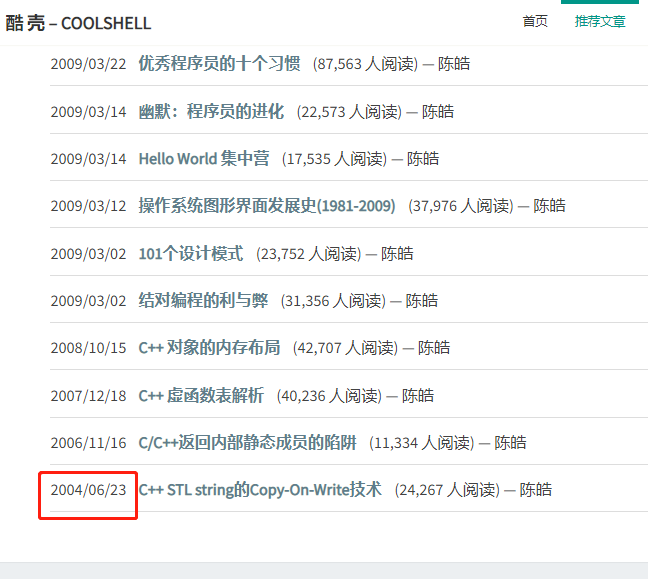 酷 壳 – COOLSHELL 首页 推荐文章
2009/03/22 优秀程序员的十个习惯 (87,563 人阅读) — 陈皓
2009/03/14 幽默：程序员的进化 (22,573 人阅读) — 陈皓
2009/03/14 Hello World 集中营 (17,535 人阅读) — 陈皓
2009/03/12 操作系统图形界面发展史(1981-2009) (37,976 人阅读) — 陈皓
2009/03/02 101个设计模式 (23,752 人阅读) — 陈皓
2009/03/02 结对编程的利与弊 (31,356 人阅读) — 陈皓
2008/10/15 C++ 对象的内存布局 (42,707 人阅读) — 陈皓
2007/12/18 C++ 虚函数表解析 (40,236 人阅读) — 陈皓
2006/11/16 C/C++返回内部静态成员的陷阱 (11,334 人阅读) — 陈皓
2004/06/23 C++ STL string的Copy-On-Write技术 (24,267 人阅读) — 陈皓